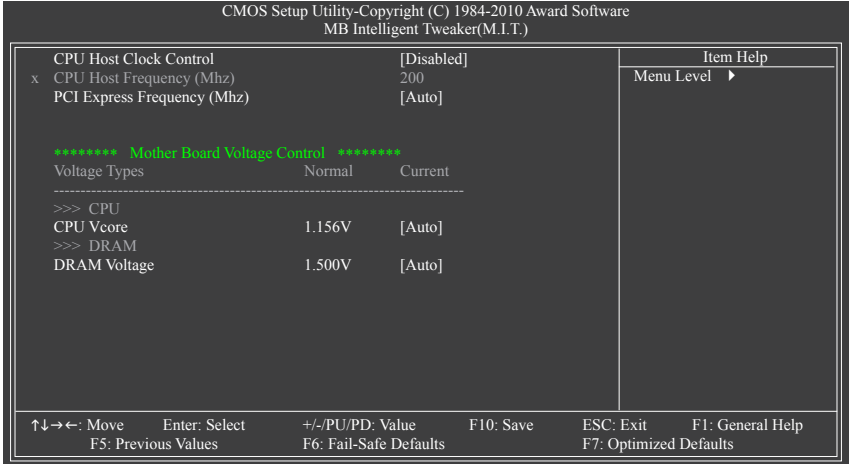 CMOS Setup Utility-Copyright (C) 1984-2010 Award Software
MB Intelligent Tweaker(M.I.T.)
CPU Host Clock Control [Disabled]
x CPU Host Frequency (Mhz) 200
PCI Express Frequency (Mhz) [Auto]
******** Mother Board Voltage Control ********
Voltage Types Normal Current
--------------------------------------------------------------------------------
>>> CPU
CPU Vcore 1.156V [Auto]
>>> DRAM
DRAM Voltage 1.500V [Auto]
Item Help
Menu Level ▶
↑↓→←: Move Enter: Select +/-/PU/PD: Value F10: Save ESC: Exit F1: General Help
F5: Previous Values F6: Fail-Safe Defaults F7: Optimized Defaults